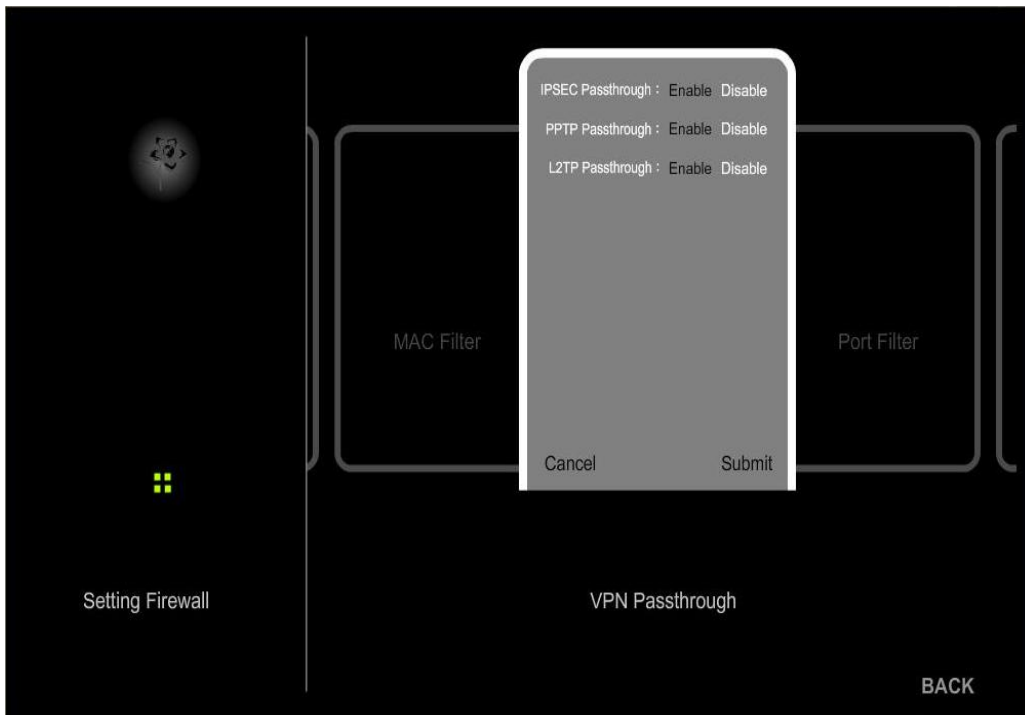 IPSEC Passthrough : Enable Disable
PPTP Passthrough : Enable Disable
L2TP Passthrough : Enable Disable
MAC Filter
Port Filter
Cancel Submit
Setting Firewall
VPN Passthrough
BACK